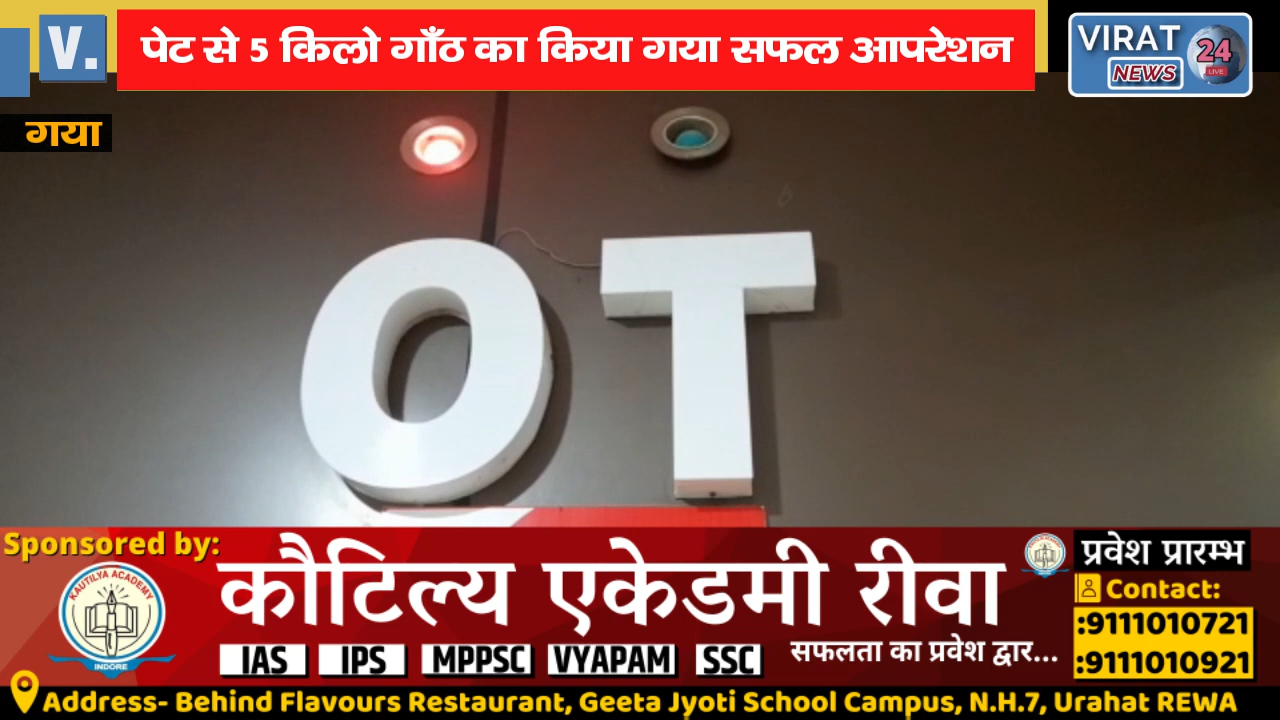 V.
पेट से 5 किलो गाँठ का किया गया सफल आपरेशन
VIRAT
24
LIVE
NEWS
गया
OT
Sponsored by:
KAUTILYA ACADEMY
INDORE
कौटिल्य एकेडमी रीवा
IAS IPS MPPSC VYAPAM SSC
सफलता का प्रवेश द्वार...
प्रवेश प्रारम्भ
Contact:
:9111010721
:9111010921
Address- Behind Flavours Restaurant, Geeta Jyoti School Campus, N.H.7, Urahat REWA